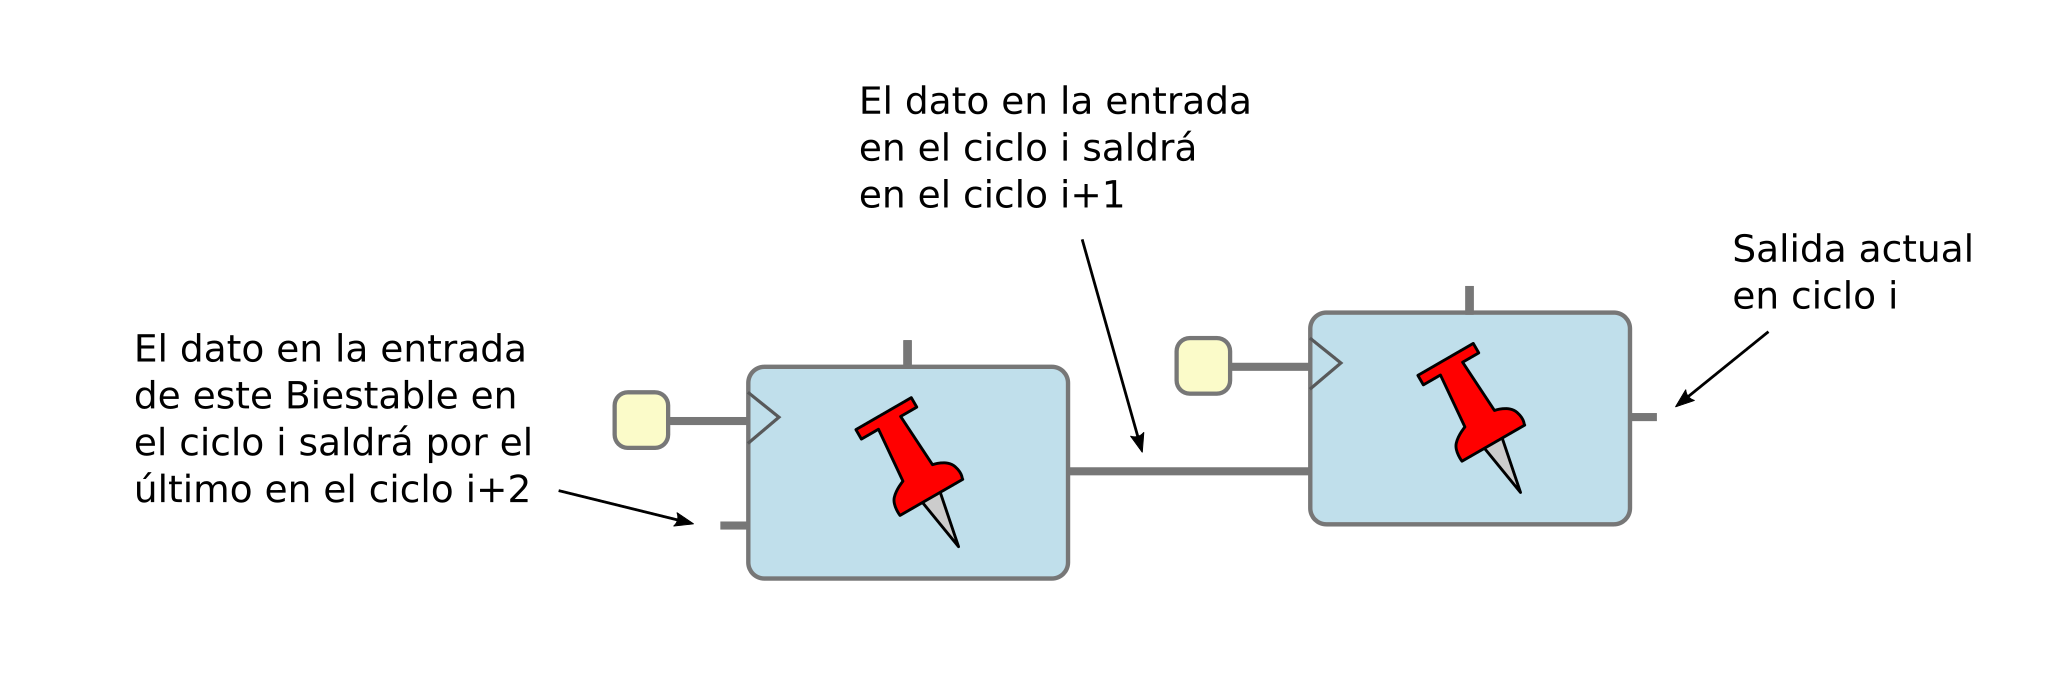 El dato en la entrada
de este Biestable en
el ciclo i saldrá por el
último en el ciclo i+2
El dato en la entrada
en el ciclo i saldrá
en el ciclo i+1
Salida actual
en ciclo i